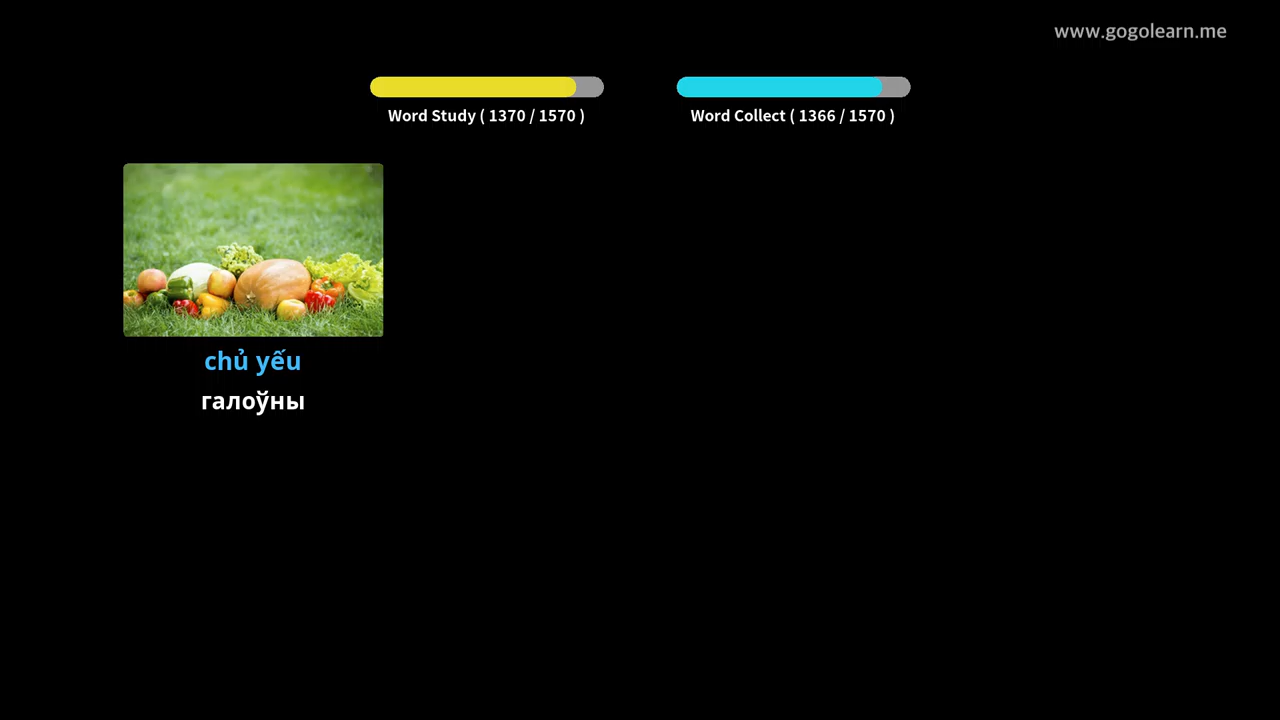 www.gogolearn.me
Word Study ( 1370 / 1570 )
Word Collect ( 1366 / 1570 )
chủ yếu
галоўны